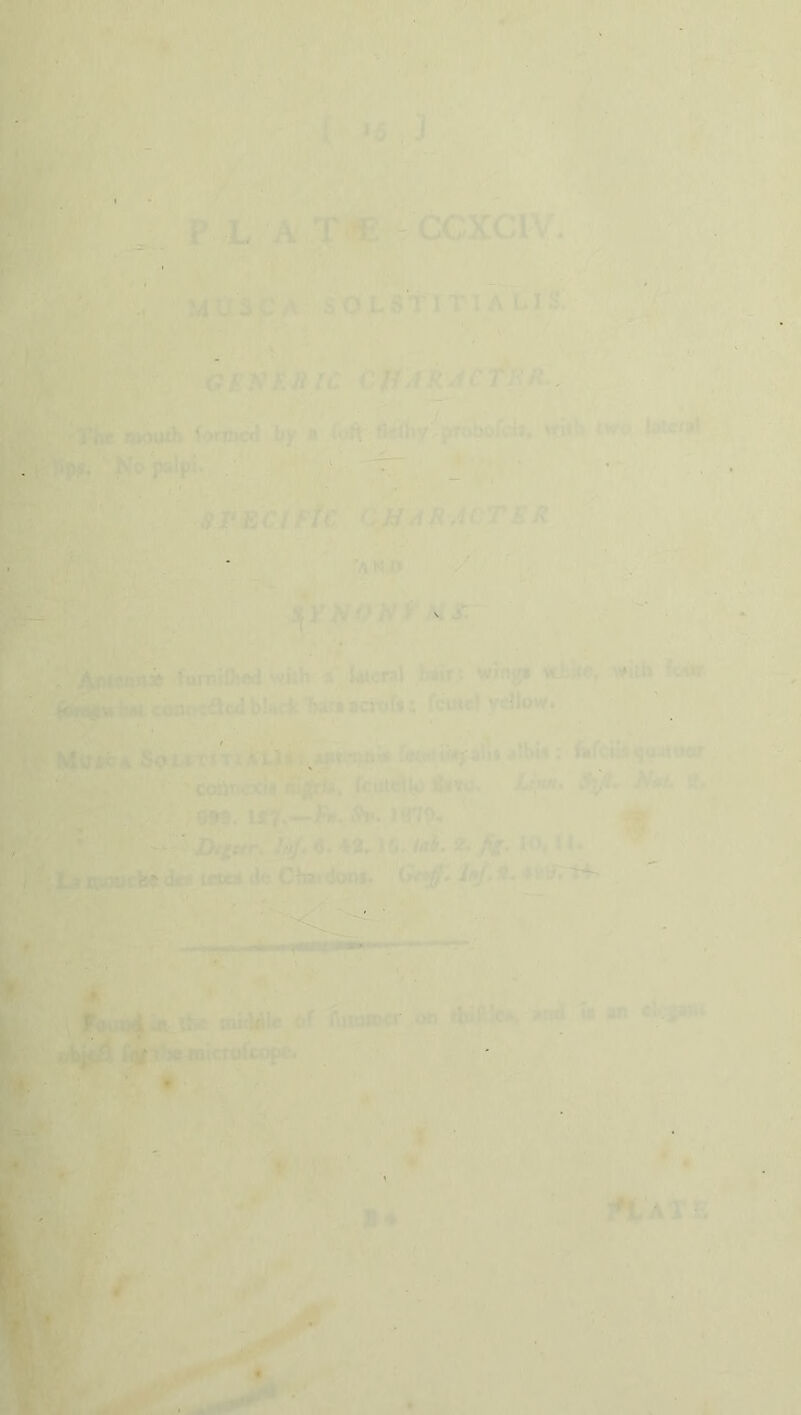 [ 15 ]
PLATE CCXCIV.
MUSCA SOLSTITIALIS.
GENERIC CHARACTER.
The mouth formed by a ſoft fleſhy proboſcis, with two lateral
lips. No palpi.
SPECIFIC CHARACTER
AND
SYNONYMS.
Antennæ furniſhed with a lateral hair: wings white, with four
ſomewhat connected black bars acroſs; ſcutel yellow.
MUSCA SOLSTITIALIS: antennis alis albis: faſciis quatuor
connexis nigris, ſcutello flavo. Linn. Syſt. Nat. 2.
999. 127.—Fn. Sv. 1879.
Degeer. Inſ. 6. 42. 16. tab. 2. fig. 10, 11.
La mouche des tetes de Chardons. Geoff. Inſ. 2. 14
Found in the middle of ſummer on thiſtles, and is an elegant
object for the microſcope.
B 4
PLATE